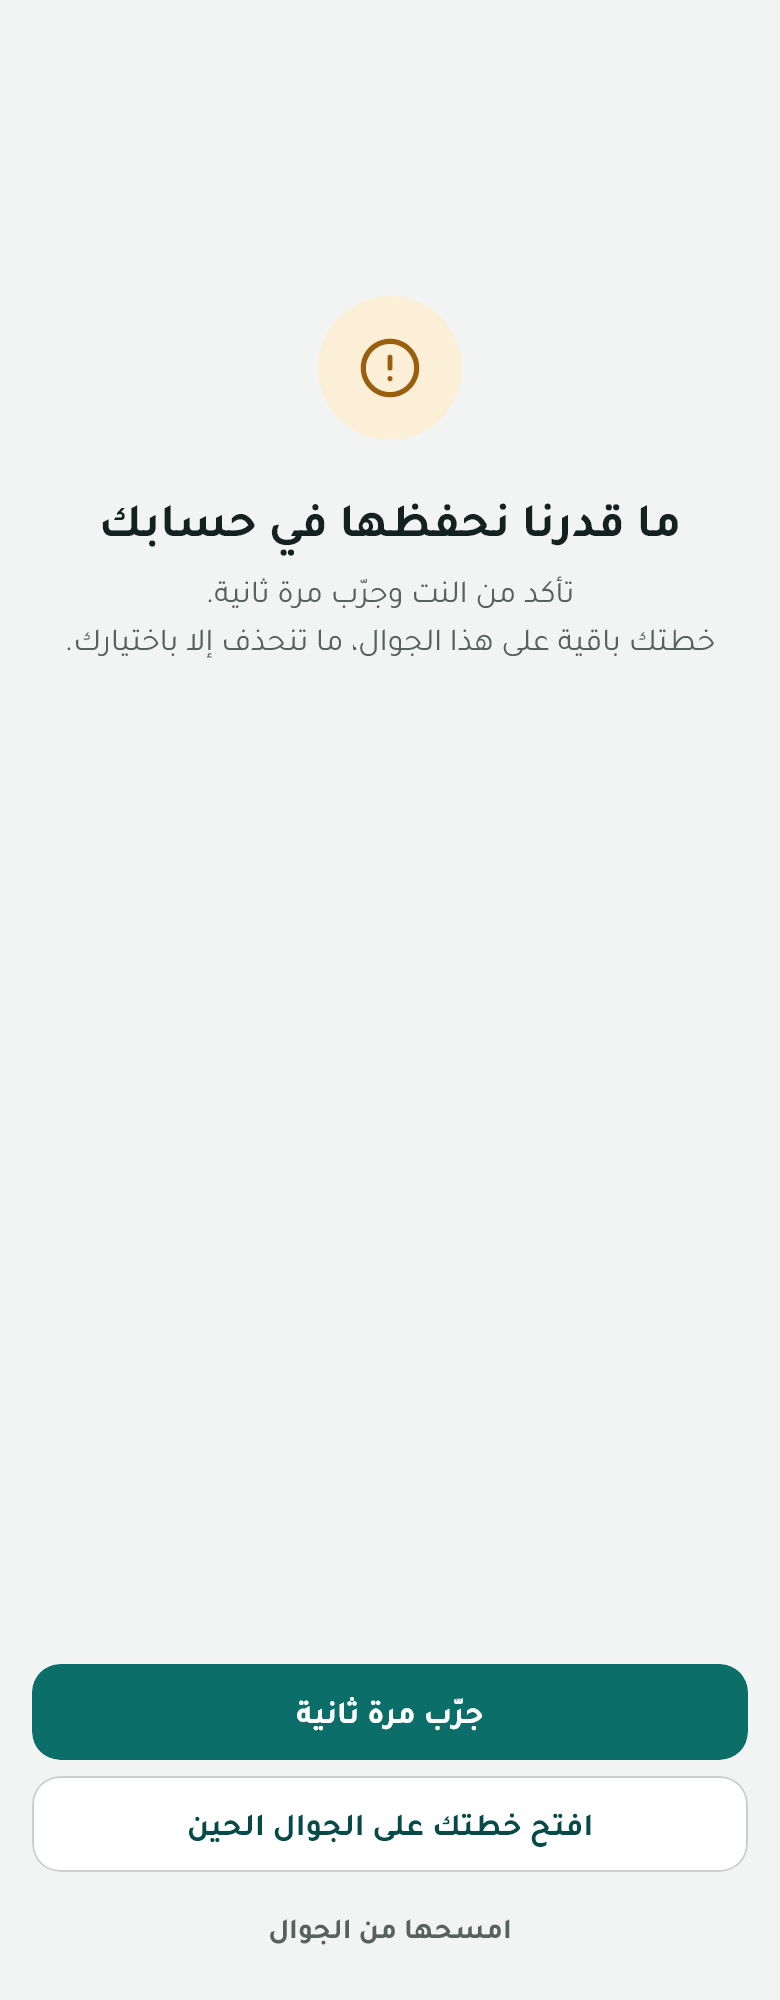 ما قدرنا نحفظها في حسابك
تأكد من النت وجرّب مرة ثانية.
خطتك باقية على هذا الجوال، ما تنحذف إلا باختيارك.
جرّب مرة ثانية
افتح خطتك على الجوال الحين
امسحها من الجوال